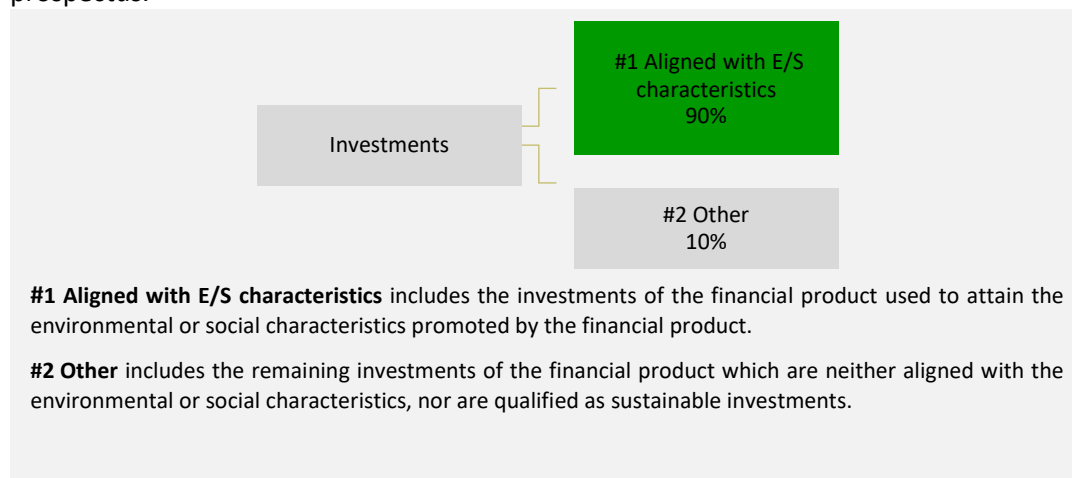 prospectus.
#1 Aligned with E/S
characteristics
90%
Investments
#2 Other
10%
#1 Aligned with E/S characteristics includes the investments of the financial product used to attain the
environmental or social characteristics promoted by the financial product.
#2 Other includes the remaining investments of the financial product which are neither aligned with the
environmental or social characteristics, nor are qualified as sustainable investments.